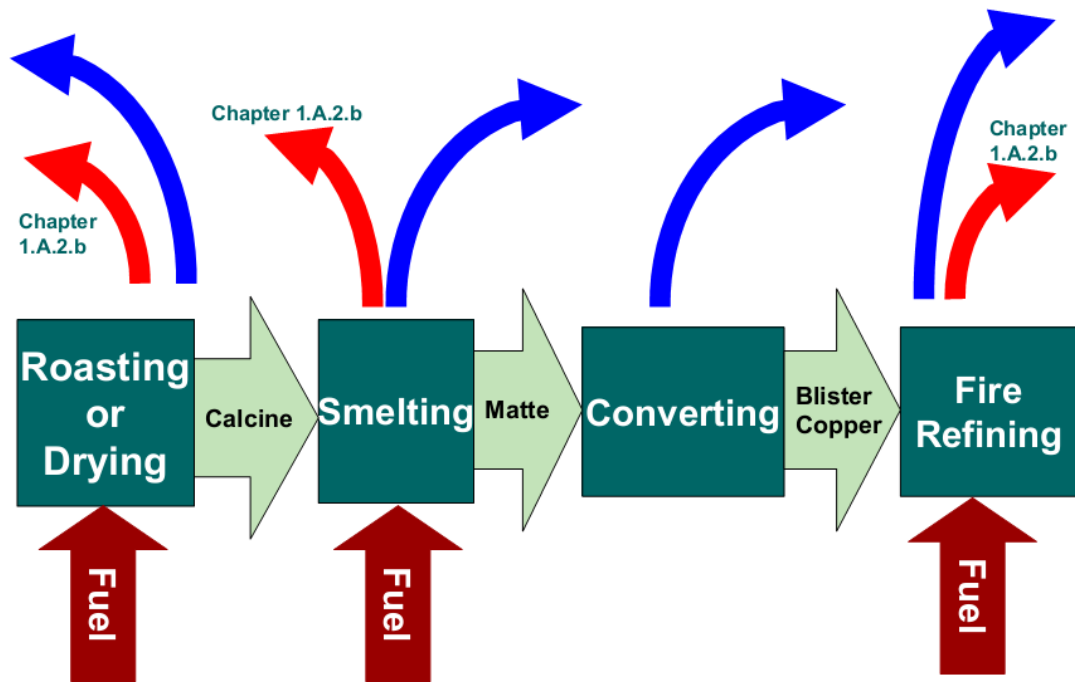 Chapter 1.A.2.b
Chapter
1.A.2.b
Chapter
1.A.2.b
Roasting
or
Drying
Calcine
Smelting
Matte
Converting
Blister
Copper
Fire
Refining
Fuel
Fuel
Fuel